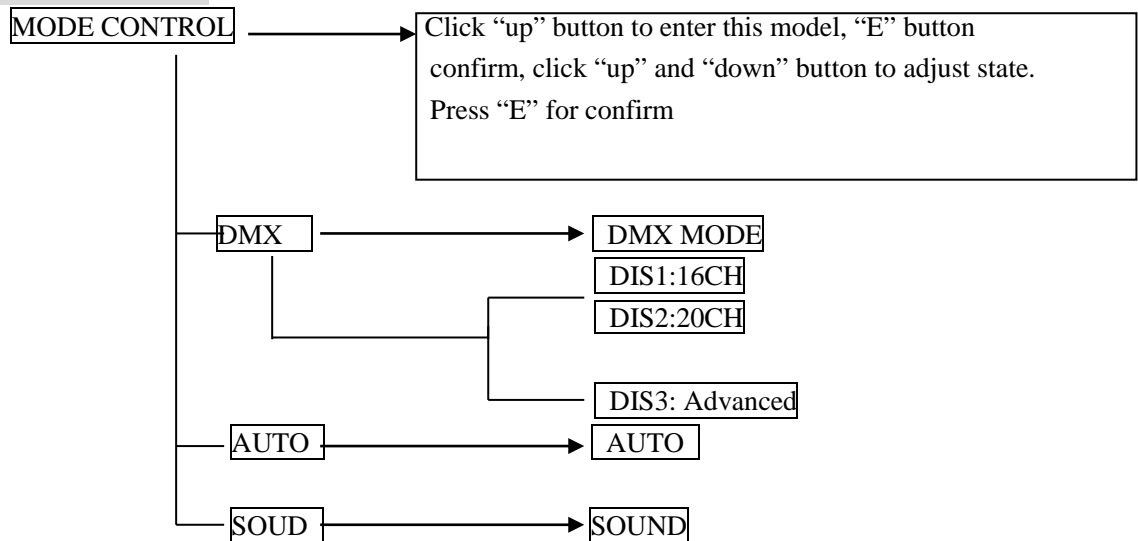 MODE CONTROL
Click “up” button to enter this model, “E” button
confirm, click “up” and “down” button to adjust state.
Press “E” for confirm
DMX
DMX MODE
DIS1:16CH
DIS2:20CH
DIS3: Advanced
AUTO
AUTO
SOUD
SOUND